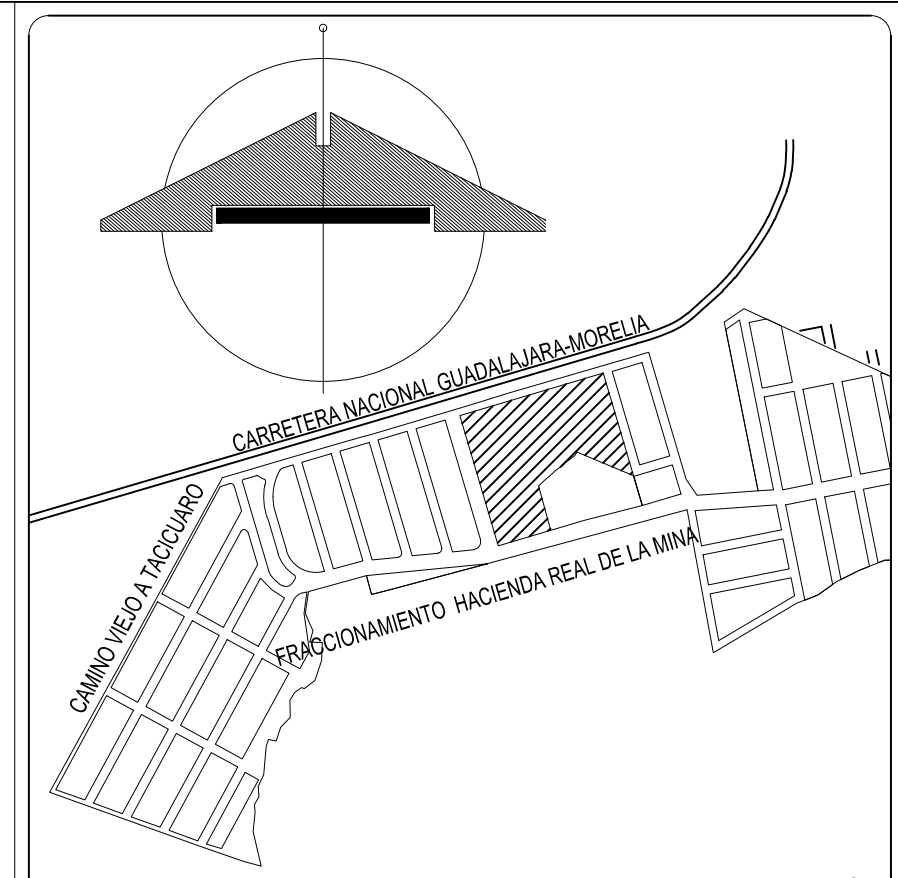 CARRETERA NACIONAL GUADALAJARA-MORELIA
CAMINO VIEJO A TACICUARO
FRACCIONAMIENTO HACIENDA REAL DE LA MINA